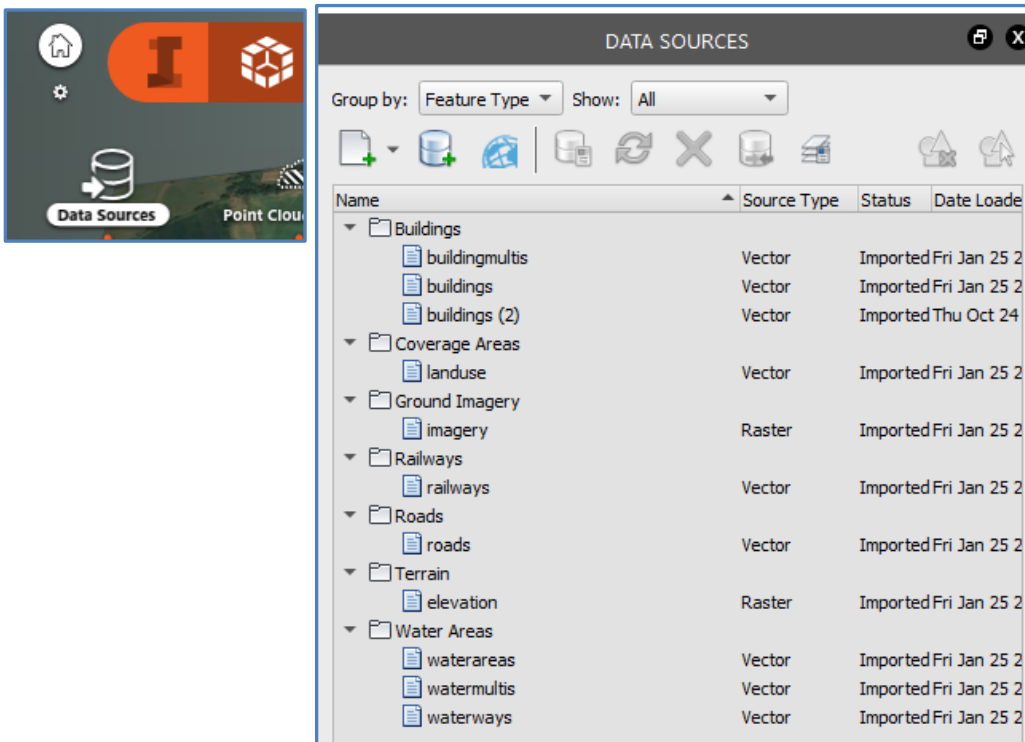 Data Sources
Point Clou
DATA SOURCES
Group by: Feature Type Show: All
Name Source Type Status Date Loade
Buildings
buildingmultis Vector Imported Fri Jan 25 2
buildings Vector Imported Fri Jan 25 2
buildings (2) Vector Imported Thu Oct 24
Coverage Areas
landuse Vector Imported Fri Jan 25 2
Ground Imagery
imagery Raster Imported Fri Jan 25 2
Railways
railways Vector Imported Fri Jan 25 2
Roads
roads Vector Imported Fri Jan 25 2
Terrain
elevation Raster Imported Fri Jan 25 2
Water Areas
waterareas Vector Imported Fri Jan 25 2
watermultis Vector Imported Fri Jan 25 2
waterways Vector Imported Fri Jan 25 2